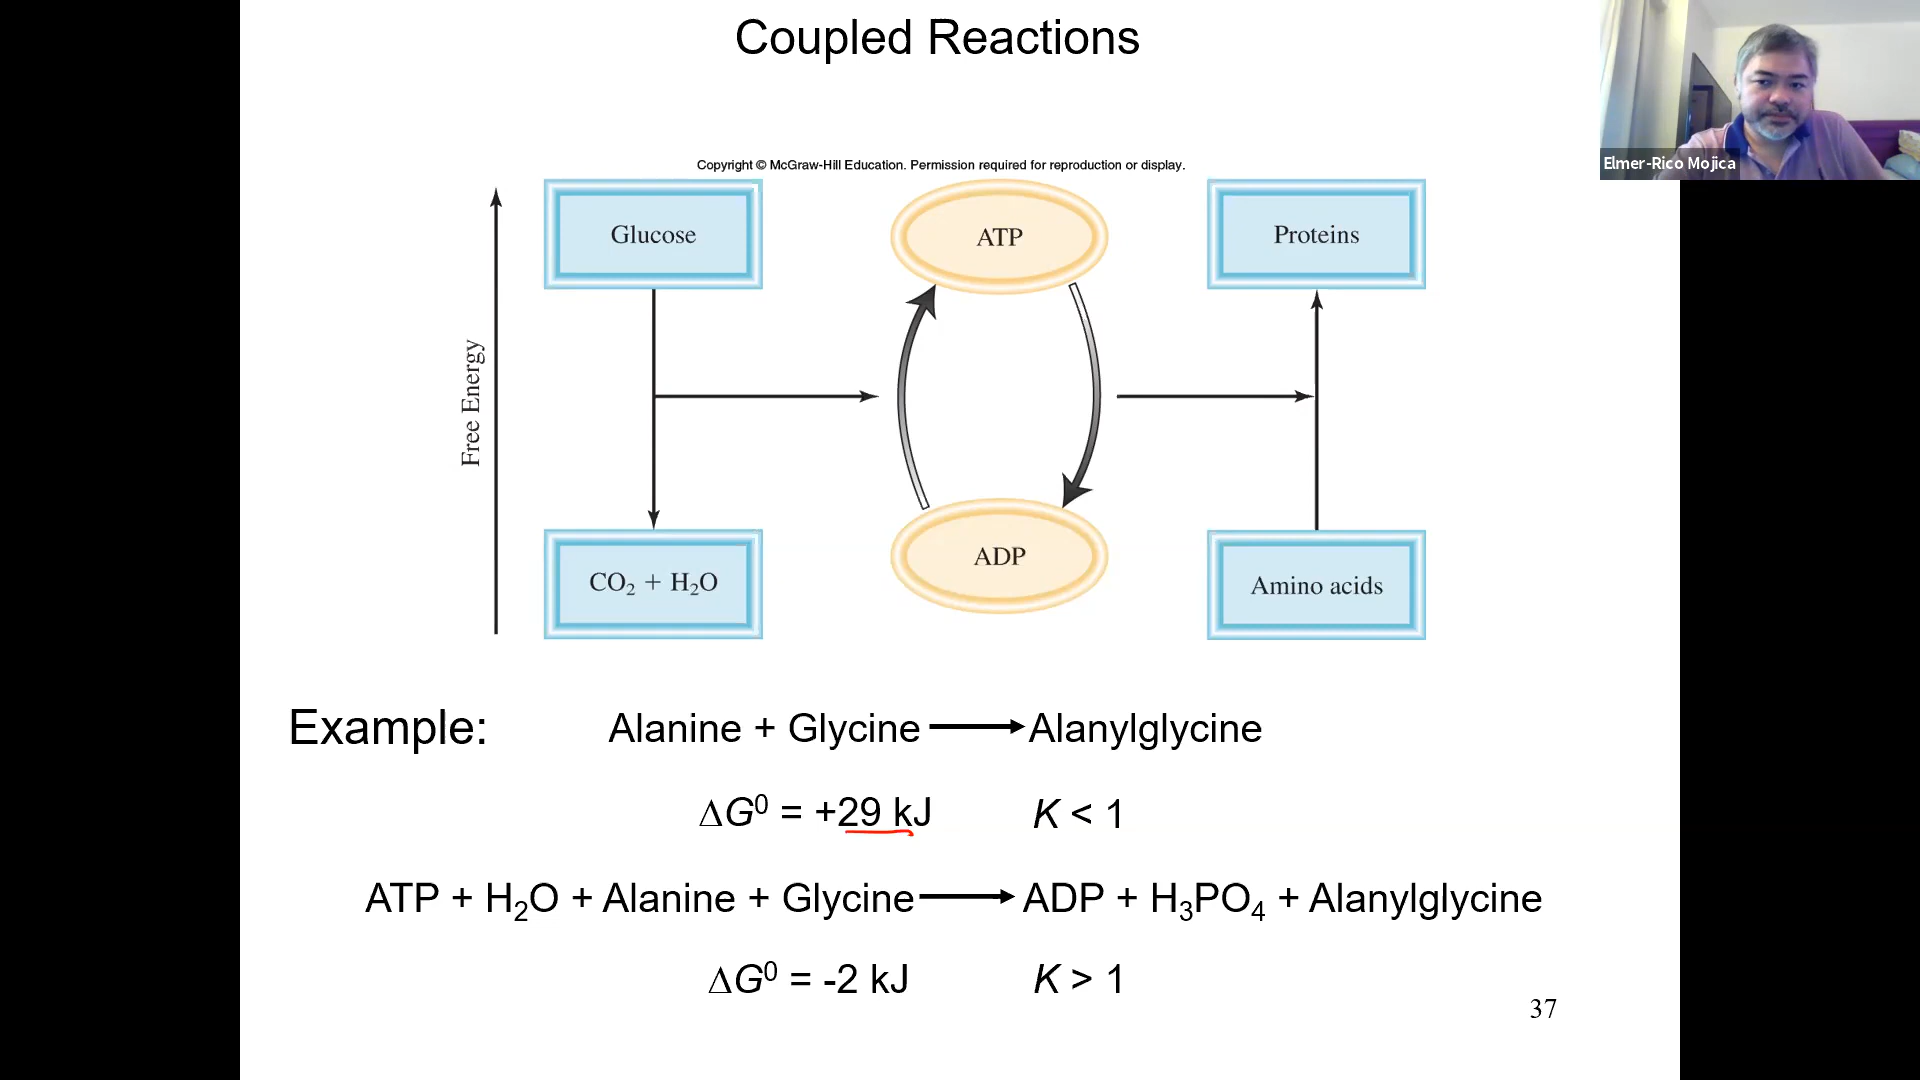 Coupled Reactions
Elmer-Rico Mojica
Copyright © McGraw-Hill Education. Permission required for reproduction or display.
Glucose
ATP
Proteins
Free Energy
CO₂ + H₂O
ADP
Amino acids
Example: Alanine + Glycine ⟶ Alanylglycine
ΔG⁰ = +29 kJ K < 1
ATP + H₂O + Alanine + Glycine ⟶ ADP + H₃PO₄ + Alanylglycine
ΔG⁰ = -2 kJ K > 1
37